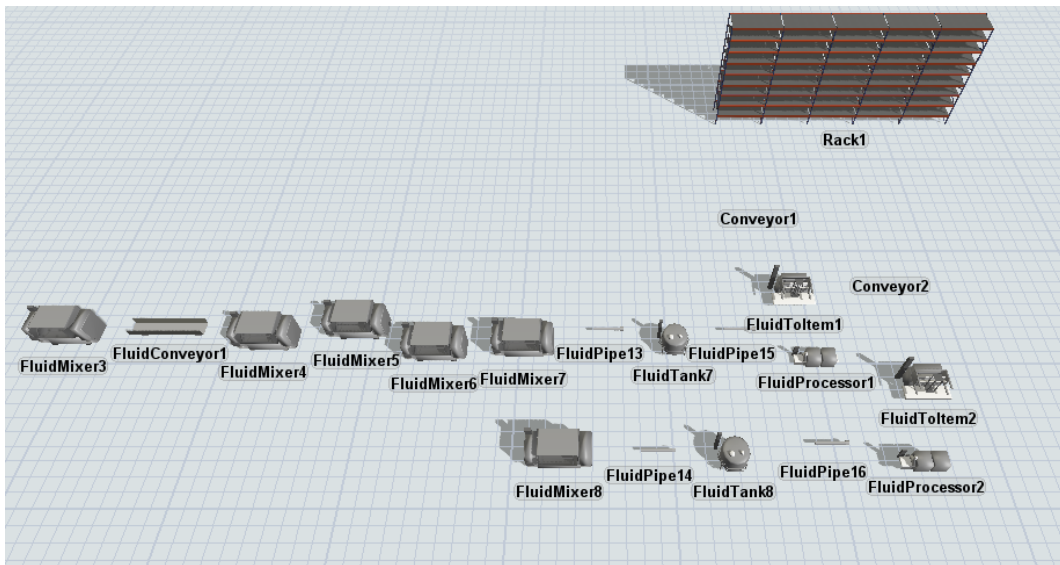 Rack1
Conveyor1
Conveyor2
FluidToItem1
FluidMixer3
FluidConveyor1
FluidMixer4
FluidMixer5
FluidMixer6
FluidMixer7
FluidPipe13
FluidTank7
FluidPipe15
FluidProcessor1
FluidToItem2
FluidMixer8
FluidPipe14
FluidTank8
FluidPipe16
FluidProcessor2